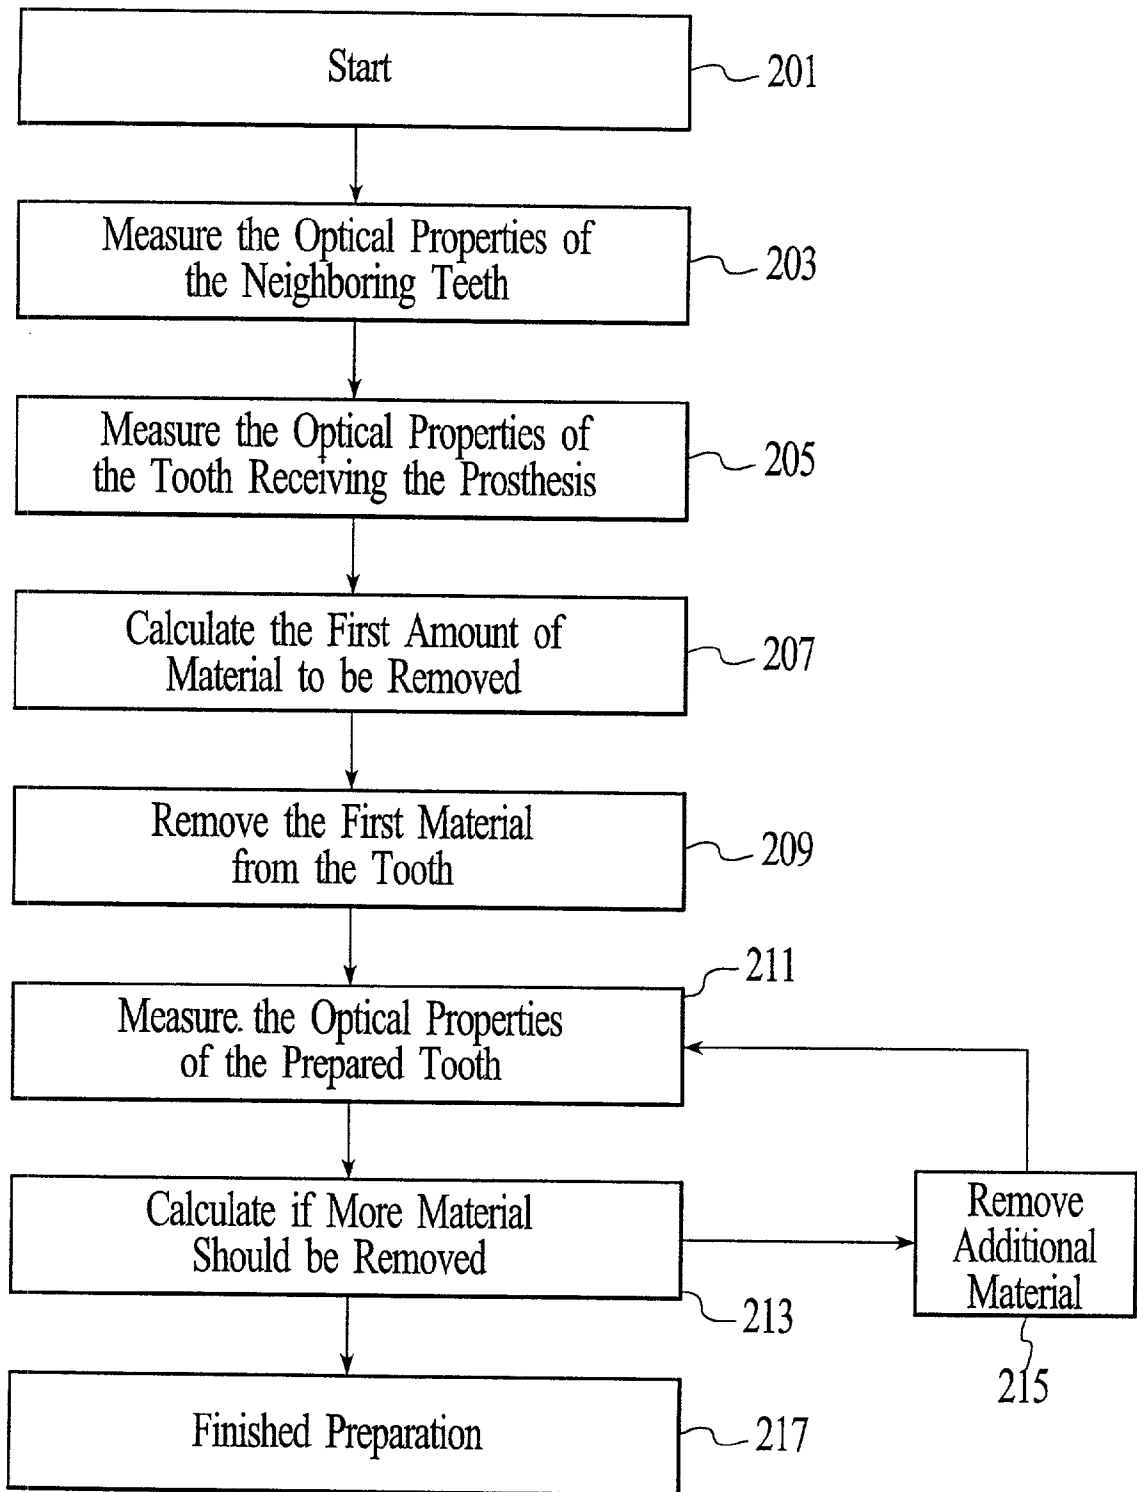 Start
201
Measure the Optical Properties of
the Neighboring Teeth
203
Measure the Optical Properties of
the Tooth Receiving the Prosthesis
205
Calculate the First Amount of
Material to be Removed
207
Remove the First Material
from the Tooth
209
211
Measure the Optical Properties
of the Prepared Tooth
Calculate if More Material
Should be Removed
213
Remove
Additional
Material
215
Finished Preparation
217